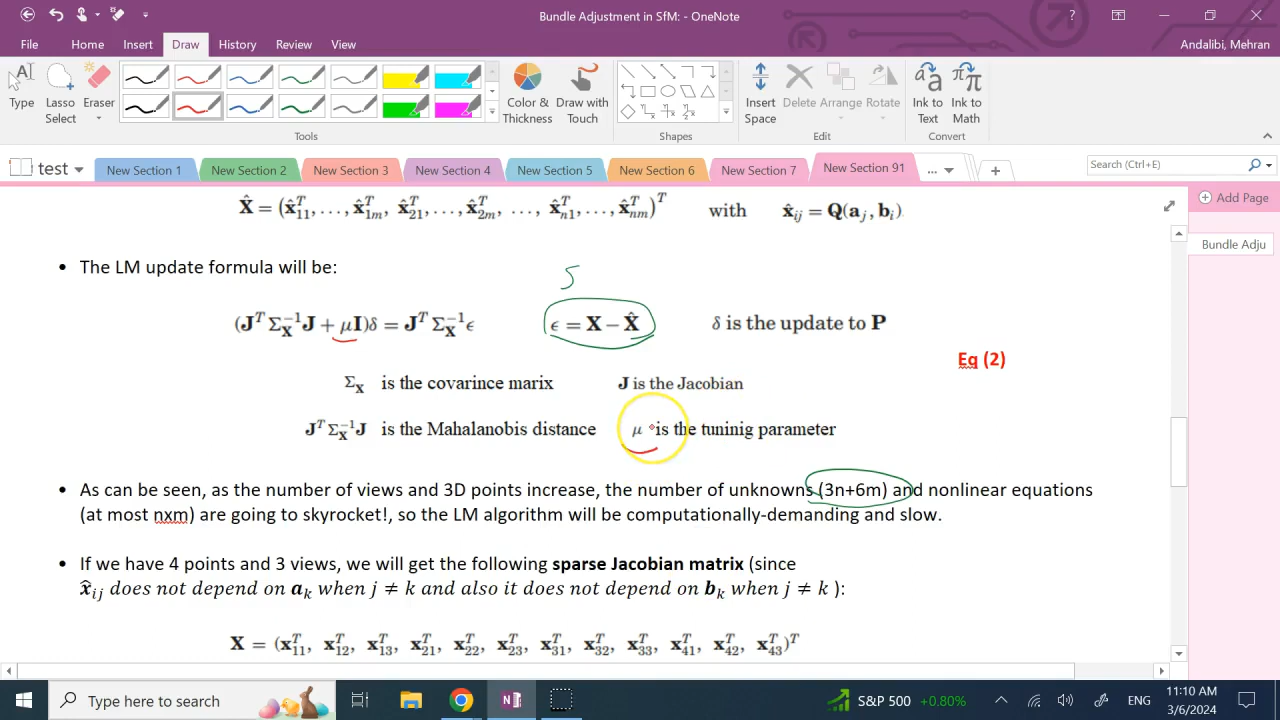 Bundle Adjustment in SfM: - OneNote
File Home Insert Draw History Review View
Andalibi, Mehran
Type Lasso Select Eraser Color & Thickness Draw with Touch Insert Space Delete Arrange Rotate Ink to Text Ink to Math
Tools Shapes Edit Convert
test New Section 1 New Section 2 New Section 3 New Section 4 New Section 5 New Section 6 New Section 7 New Section 91 ... Search (Ctrl+E)
Add Page
Bundle Adju
X̂ = (x̂₁₁ᵀ, . . . , x̂₁ₘᵀ, x̂₂₁ᵀ, . . . , x̂₂ₘᵀ, . . . , x̂ₙ₁ᵀ, . . . , x̂ₙₘᵀ)ᵀ with x̂ᵢⱼ = Q(aⱼ, bᵢ)
• The LM update formula will be:
(Jᵀ Σ_X⁻¹ J + μI)δ = Jᵀ Σ_X⁻¹ ϵ ϵ = X − X̂ δ is the update to P
Eq (2)
Σ_X is the covarince marix J is the Jacobian
Jᵀ Σ_X⁻¹ J is the Mahalanobis distance μ is the tuninig parameter
• As can be seen, as the number of views and 3D points increase, the number of unknowns (3n+6m) and nonlinear equations
(at most nxm) are going to skyrocket!, so the LM algorithm will be computationally-demanding and slow.
• If we have 4 points and 3 views, we will get the following sparse Jacobian matrix (since
x̂ᵢⱼ does not depend on aₖ when j ≠ k and also it does not depend on bₖ when j ≠ k ):
X = (x₁₁ᵀ, x₁₂ᵀ, x₁₃ᵀ, x₂₁ᵀ, x₂₂ᵀ, x₂₃ᵀ, x₃₁ᵀ, x₃₂ᵀ, x₃₃ᵀ, x₄₁ᵀ, x₄₂ᵀ, x₄₃ᵀ)ᵀ
Type here to search
S&P 500 +0.80%
ENG
11:10 AM
3/6/2024